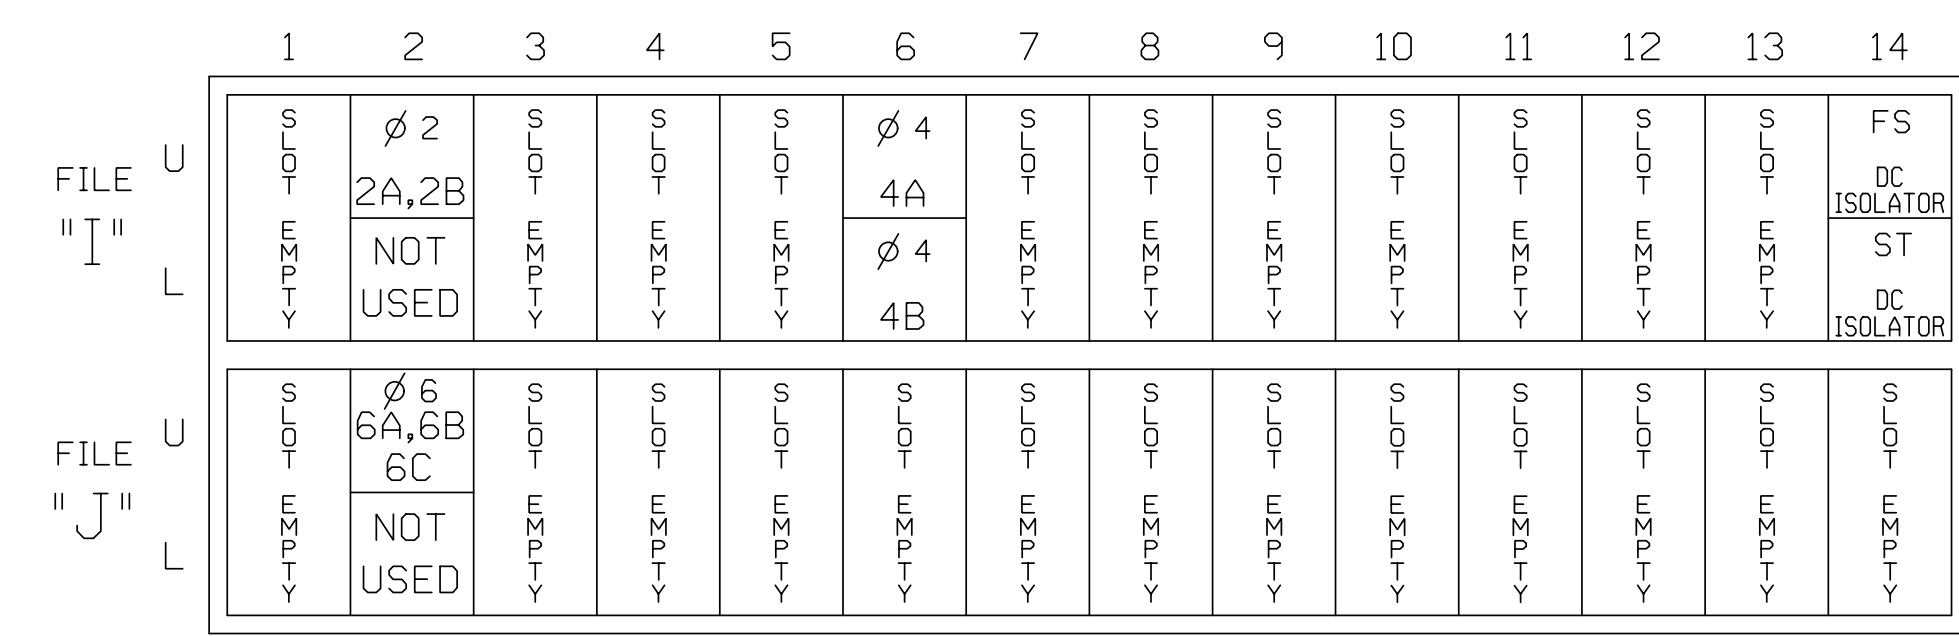 1 2 3 4 5 6 7 8 9 10 11 12 13 14
FILE
"I"
U
L
SLOT EMPTY
Ø 2
2A,2B
NOT
USED
SLOT EMPTY
SLOT EMPTY
SLOT EMPTY
Ø 4
4A
Ø 4
4B
SLOT EMPTY
SLOT EMPTY
SLOT EMPTY
SLOT EMPTY
SLOT EMPTY
SLOT EMPTY
SLOT EMPTY
FS
DC
ISOLATOR
ST
DC
ISOLATOR
FILE
"J"
U
L
SLOT EMPTY
Ø 6
6A,6B
6C
NOT
USED
SLOT EMPTY
SLOT EMPTY
SLOT EMPTY
SLOT EMPTY
SLOT EMPTY
SLOT EMPTY
SLOT EMPTY
SLOT EMPTY
SLOT EMPTY
SLOT EMPTY
SLOT EMPTY
SLOT EMPTY